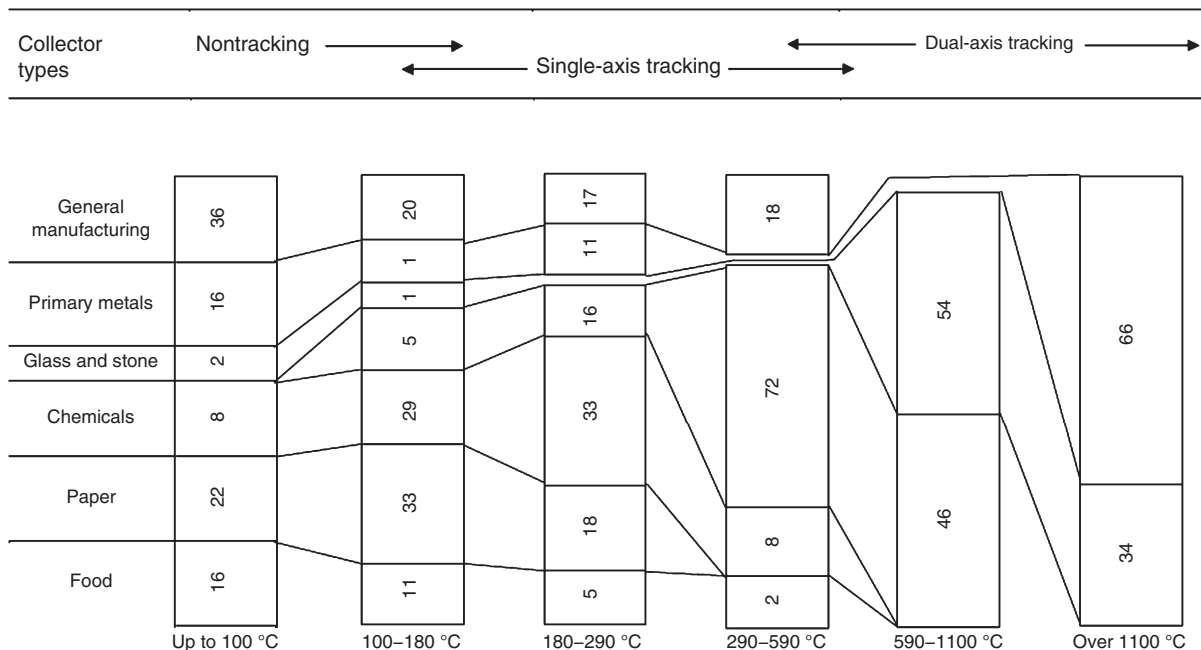 Collector
types
Nontracking
Single-axis tracking
Dual-axis tracking
General
manufacturing
36
20
17
18
Primary metals
16
1
11
Glass and stone
2
1
Chemicals
8
5
16
Paper
22
29
33
72
54
66
Food
16
33
18
8
46
34
11
5
2
Up to 100 °C
100–180 °C
180–290 °C
290–590 °C
590–1100 °C
Over 1100 °C